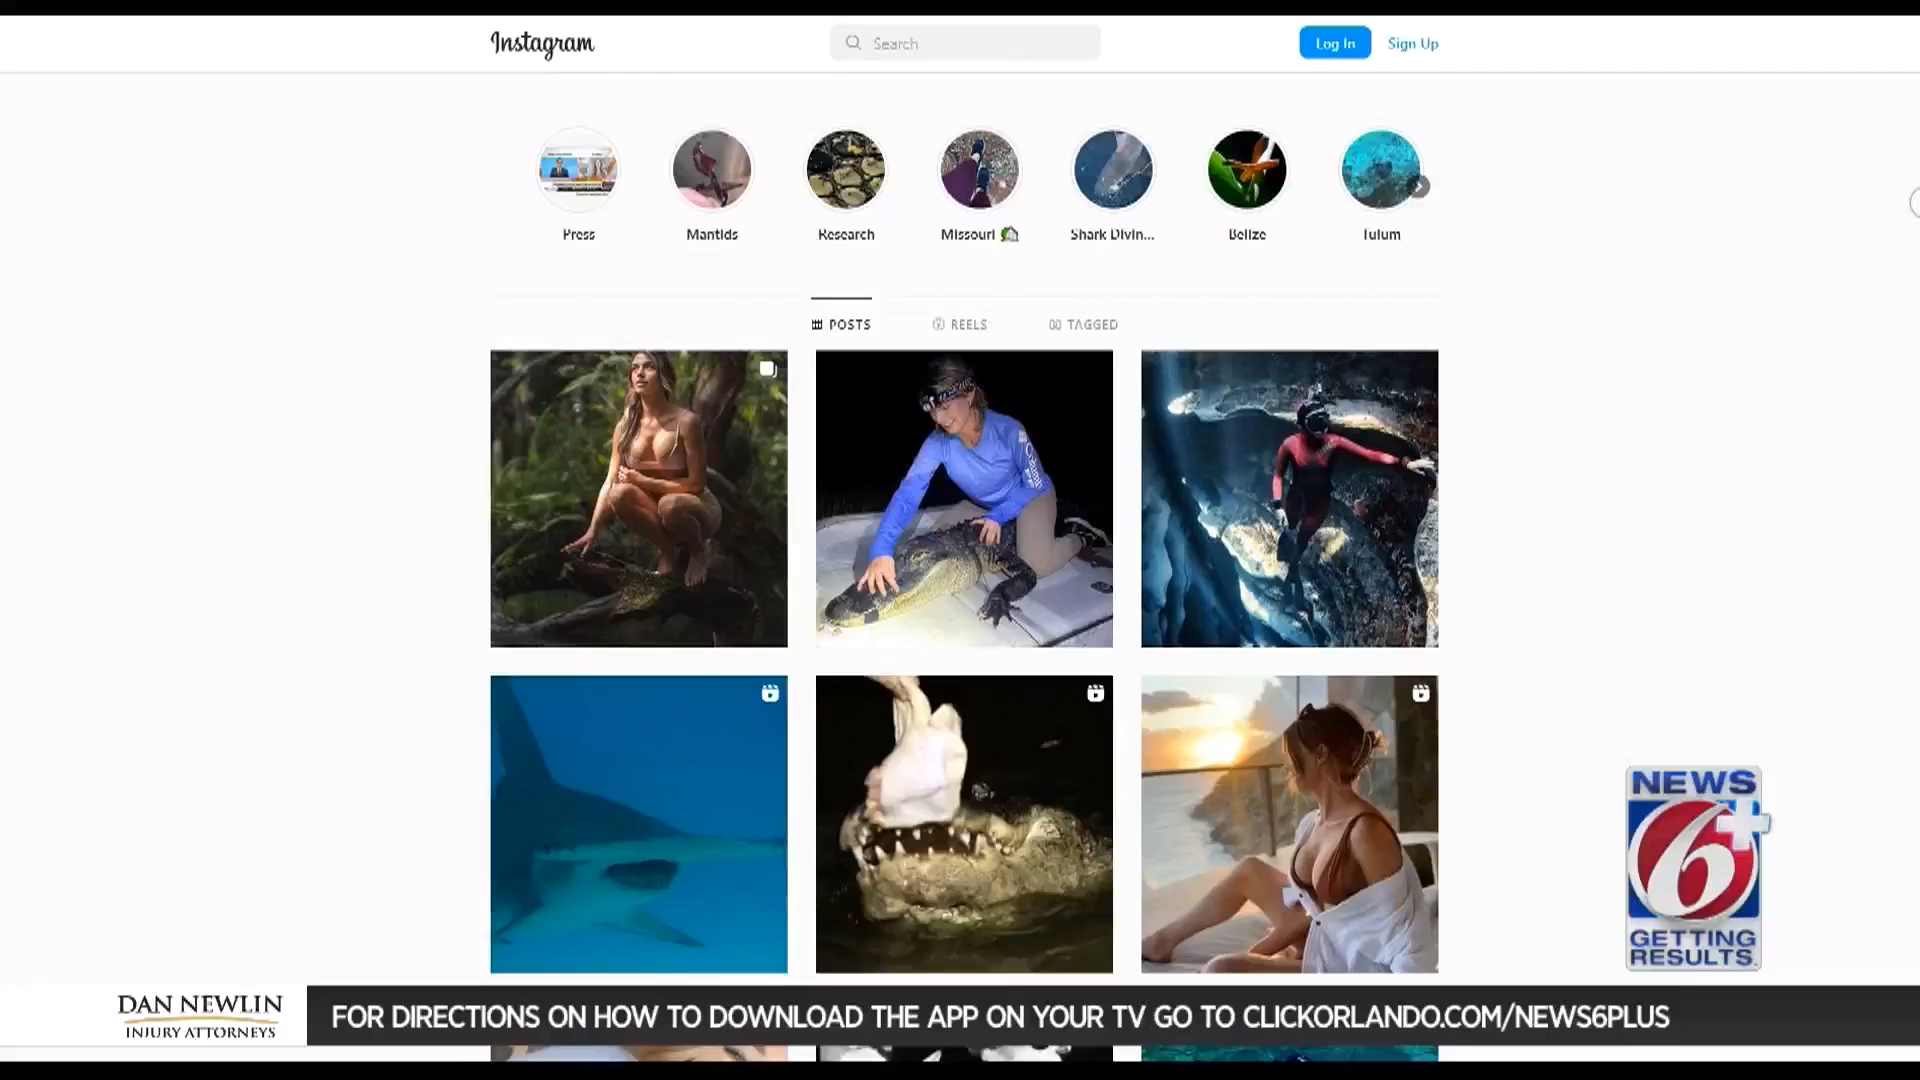 Instagram
Search
Log In
Sign Up
Press
Mantids
Research
Missouri
Shark Divin...
Belize
Tulum
POSTS
REELS
TAGGED
NEWS
6+
GETTING
RESULTS
DAN NEWLIN
INJURY ATTORNEYS
FOR DIRECTIONS ON HOW TO DOWNLOAD THE APP ON YOUR TV GO TO CLICKORLANDO.COM/NEWS6PLUS